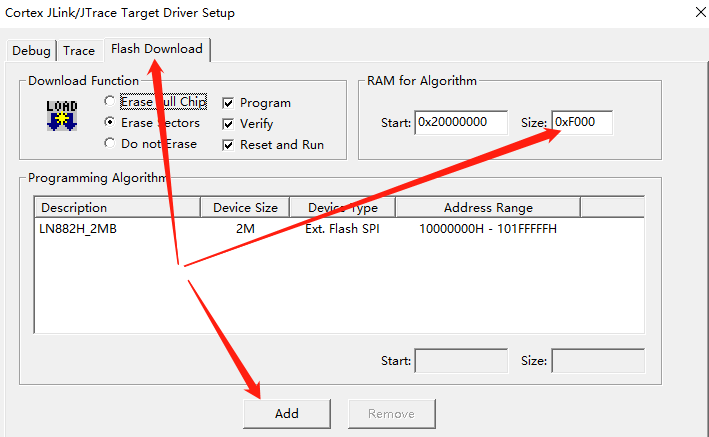 Cortex JLink/JTrace Target Driver Setup
Debug Trace Flash Download
Download Function
LOAD
Erase Full Chip
Erase Sectors
Do not Erase
Program
Verify
Reset and Run
RAM for Algorithm
Start: 0x20000000 Size: 0xF000
Programming Algorithm
Description Device Size Device Type Address Range
LN882H_2MB 2M Ext. Flash SPI 10000000H - 101FFFFFH
Start: Size:
Add Remove